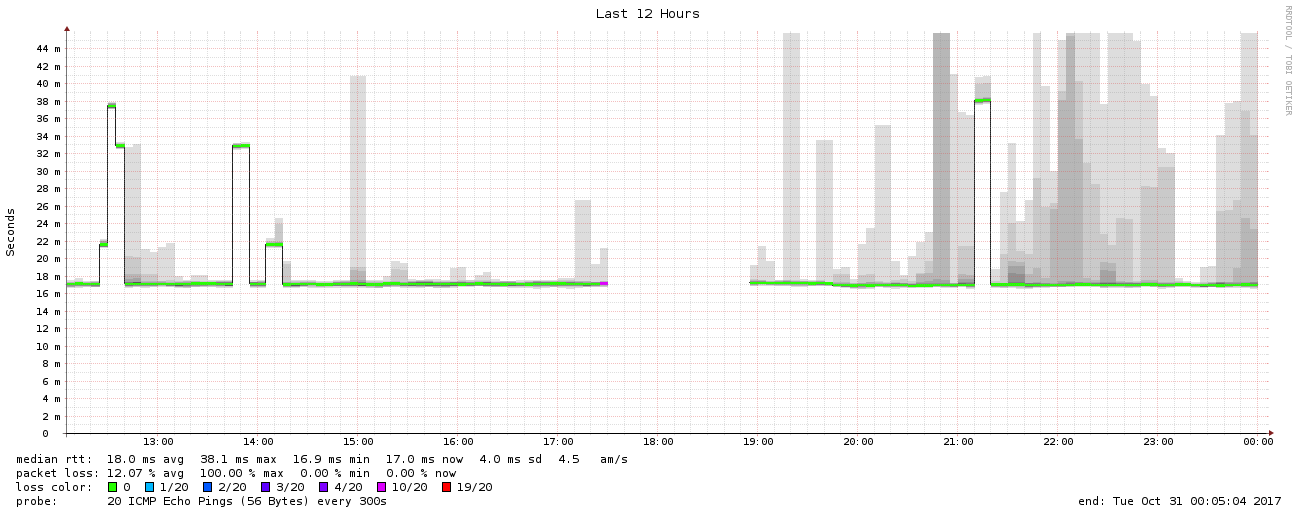 Last 12 Hours
RRDTOOL / TOBI OETIKER
Seconds
44 m
42 m
40 m
38 m
36 m
34 m
32 m
30 m
28 m
26 m
24 m
22 m
20 m
18 m
16 m
14 m
12 m
10 m
8 m
6 m
4 m
2 m
0
13:00 14:00 15:00 16:00 17:00 18:00 19:00 20:00 21:00 22:00 23:00 00:00
median rtt: 18.0 ms avg 38.1 ms max 16.9 ms min 17.0 ms now 4.0 ms sd 4.5 am/s
packet loss: 12.07 % avg 100.00 % max 0.00 % min 0.00 % now
loss color: 0 1/20 2/20 3/20 4/20 10/20 19/20
probe: 20 ICMP Echo Pings (56 Bytes) every 300s end: Tue Oct 31 00:05:04 2017